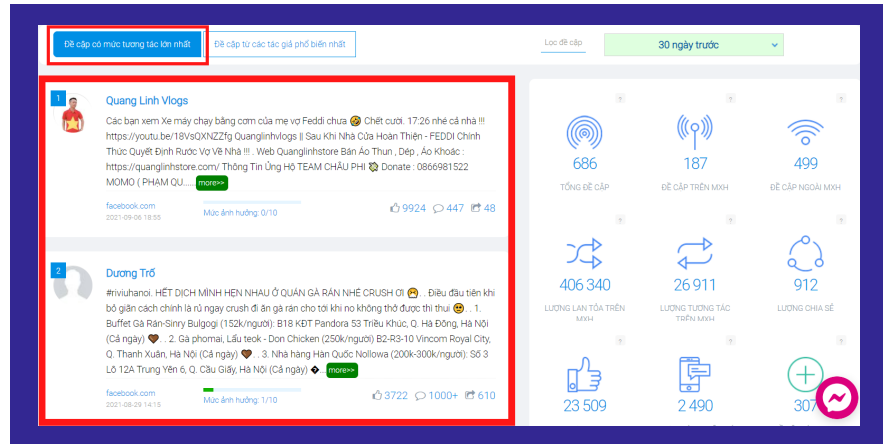 Đề cập có mức tương tác lớn nhất
Đề cập từ các tác giả phổ biến nhất
Lọc đề cập
30 ngày trước
1
Quang Linh Vlogs
Các bạn xem Xe máy chạy bằng cơm của mẹ vợ Feddi chưa 🤣 Chết cười. 17:26 nhé cả nhà !!!
https://youtu.be/18VsQXNZZfg Quanglinhvlogs || Sau Khi Nhà Cửa Hoàn Thiện - FEDDI Chính
Thức Quyết Định Rước Vợ Về Nhà !!! . Web Quanglinhstore Bán Áo Thun , Dép , Áo Khoác :
https://quanglinhstore.com/ Thông Tin Ủng Hộ TEAM CHÂU PHI 💸 Donate : 0866981522
MOMO ( PHẠM QU...... more>>
facebook.com
2021-09-06 18:55
Mức ảnh hưởng: 0/10
9924 447 48
2
Dương Trố
#riviuhanoi. HẾT DỊCH MÌNH HẸN NHAU Ở QUÁN GÀ RÁN NHÉ CRUSH ƠI 😁. . Điều đầu tiên khi
bỏ giãn cách chính là rủ ngay crush đi ăn gà rán cho tới khi no không thở được thì thui 🤭. . 1.
Buffet Gà Rán-Sinry Bulgogi (152k/người): B18 KĐT Pandora 53 Triều Khúc, Q. Hà Đông, Hà Nội
(Cả ngày) 🧡. . 2. Gà phomai, Lẩu teok - Don Chicken (250k/người) B2-R3-10 Vincom Royal City,
Q. Thanh Xuân, Hà Nội (Cả ngày) 🧡. . 3. Nhà hàng Hàn Quốc Nollowa (200k-300k/người): Số 3
Lô 12A Trung Yên 6, Q. Cầu Giấy, Hà Nội (Cả ngày) �... more>>
facebook.com
2021-08-29 14:15
Mức ảnh hưởng: 1/10
3722 1000+ 610
? ? ?
686 187 499
TỔNG ĐỀ CẬP ĐỀ CẬP TRÊN MXH ĐỀ CẬP NGOÀI MXH
? ? ?
406 340 26 911 912
LƯỢNG LAN TỎA TRÊN LƯỢNG TƯƠNG TÁC LƯỢNG CHIA SẺ
MXH TRÊN MXH
? ? ?
23 509 2 490 307